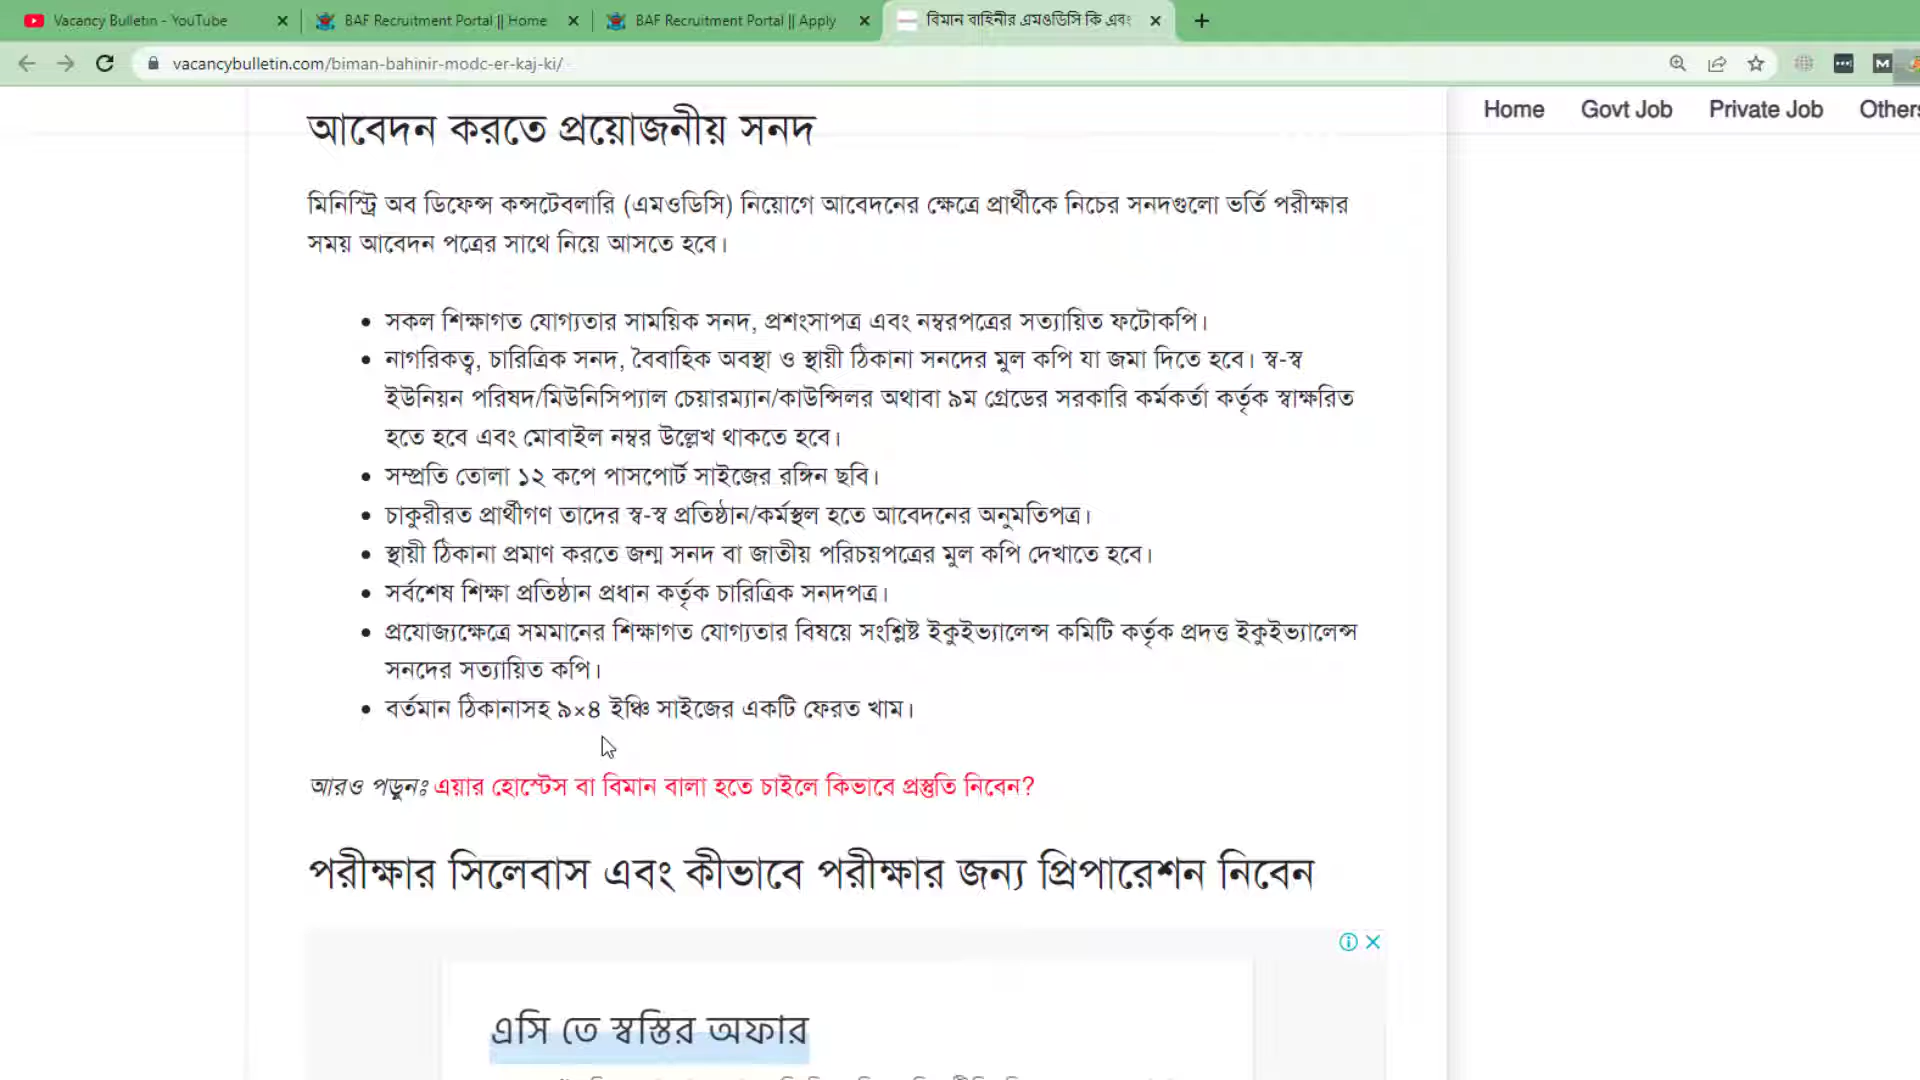 Vacancy Bulletin - YouTube
BAF Recruitment Portal || Home
BAF Recruitment Portal || Apply
বিমান বাহিনীর এমওডিসি কি এবং
vacancybulletin.com/biman-bahinir-modc-er-kaj-ki/
Home Govt Job Private Job Others
আবেদন করতে প্রয়োজনীয় সনদ
মিনিস্ট্রি অব ডিফেন্স কন্সটেবলারি (এমওডিসি) নিয়োগে আবেদনের ক্ষেত্রে প্রার্থীকে নিচের সনদগুলো ভর্তি পরীক্ষার
সময় আবেদন পত্রের সাথে নিয়ে আসতে হবে।
সকল শিক্ষাগত যোগ্যতার সাময়িক সনদ, প্রশংসাপত্র এবং নম্বরপত্রের সত্যায়িত ফটোকপি।
নাগরিকত্ব, চারিত্রিক সনদ, বৈবাহিক অবস্থা ও স্থায়ী ঠিকানা সনদের মুল কপি যা জমা দিতে হবে। স্ব-স্ব
ইউনিয়ন পরিষদ/মিউনিসিপ্যাল চেয়ারম্যান/কাউন্সিলর অথাবা ৯ম গ্রেডের সরকারি কর্মকর্তা কর্তৃক স্বাক্ষরিত
হতে হবে এবং মোবাইল নম্বর উল্লেখ থাকতে হবে।
সম্প্রতি তোলা ১২ কপে পাসপোর্ট সাইজের রঙ্গিন ছবি।
চাকুরীরত প্রার্থীগণ তাদের স্ব-স্ব প্রতিষ্ঠান/কর্মস্থল হতে আবেদনের অনুমতিপত্র।
স্থায়ী ঠিকানা প্রমাণ করতে জন্ম সনদ বা জাতীয় পরিচয়পত্রের মুল কপি দেখাতে হবে।
সর্বশেষ শিক্ষা প্রতিষ্ঠান প্রধান কর্তৃক চারিত্রিক সনদপত্র।
প্রযোজ্যক্ষেত্রে সমমানের শিক্ষাগত যোগ্যতার বিষয়ে সংশ্লিষ্ট ইকুইভ্যালেন্স কমিটি কর্তৃক প্রদত্ত ইকুইভ্যালেন্স
সনদের সত্যায়িত কপি।
বর্তমান ঠিকানাসহ ৯×৪ ইঞ্চি সাইজের একটি ফেরত খাম।
আরও পড়ুনঃ এয়ার হোস্টেস বা বিমান বালা হতে চাইলে কিভাবে প্রস্তুতি নিবেন?
পরীক্ষার সিলেবাস এবং কীভাবে পরীক্ষার জন্য প্রিপারেশন নিবেন
এসি তে স্বস্তির অফার